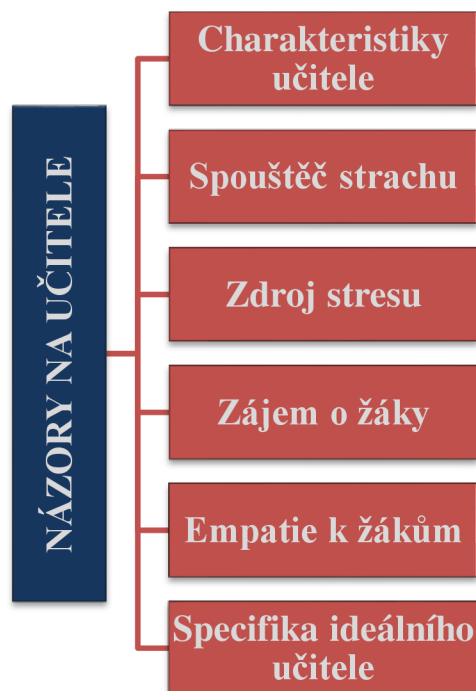 NÁZORY NA UČITELE
Charakteristiky
učitele
Spouštěč strachu
Zdroj stresu
Zájem o žáky
Empatie k žákům
Specifika ideálního
učitele